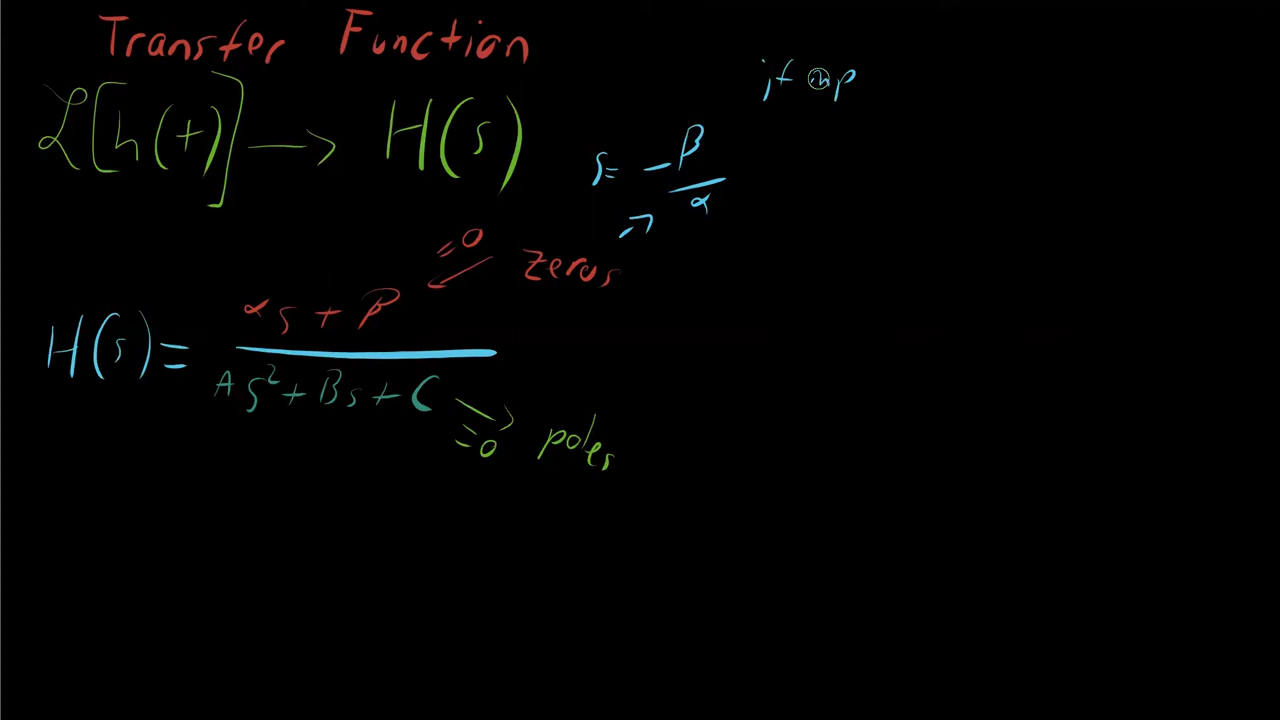 Transfer Function
ℒ[h(t)] → H(s)
s= -β/α
=0
zeros
H(s) = αs + β / As²+Bs+C
=0 poles